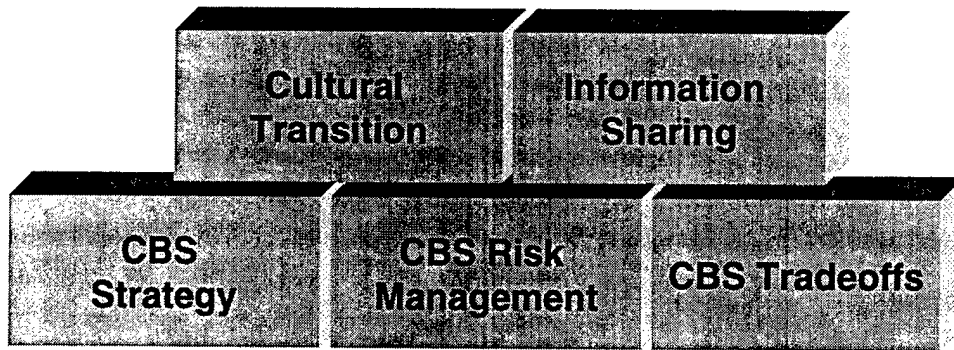 Cultural
Transition
Information
Sharing
CBS
Strategy
CBS Risk
Management
CBS Tradeoffs